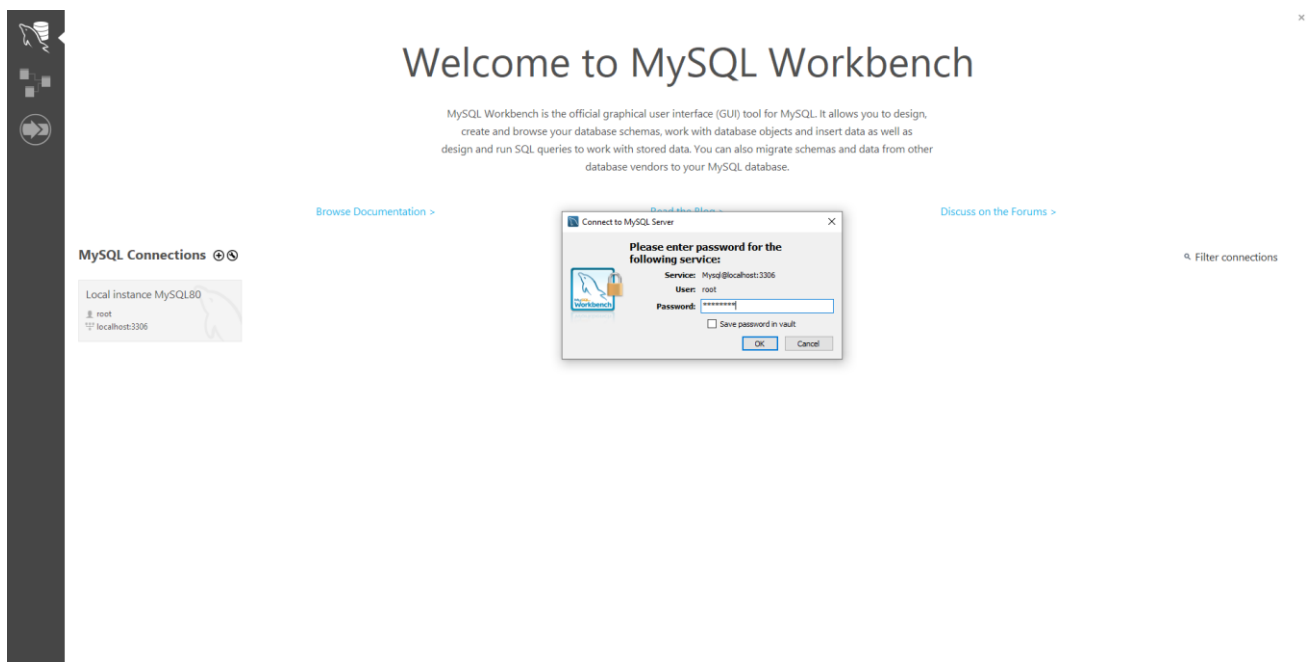 ×
Welcome to MySQL Workbench
MySQL Workbench is the official graphical user interface (GUI) tool for MySQL. It allows you to design,
create and browse your database schemas, work with database objects and insert data as well as
design and run SQL queries to work with stored data. You can also migrate schemas and data from other
database vendors to your MySQL database.
Browse Documentation >
Read the Blog >
Discuss on the Forums >
MySQL Connections
Filter connections
Local instance MySQL80
root
localhost:3306
Connect to MySQL Server
Please enter password for the
following service:
Service: Mysql@localhost:3306
User: root
Password: ********
Save password in vault
OK Cancel
Workbench